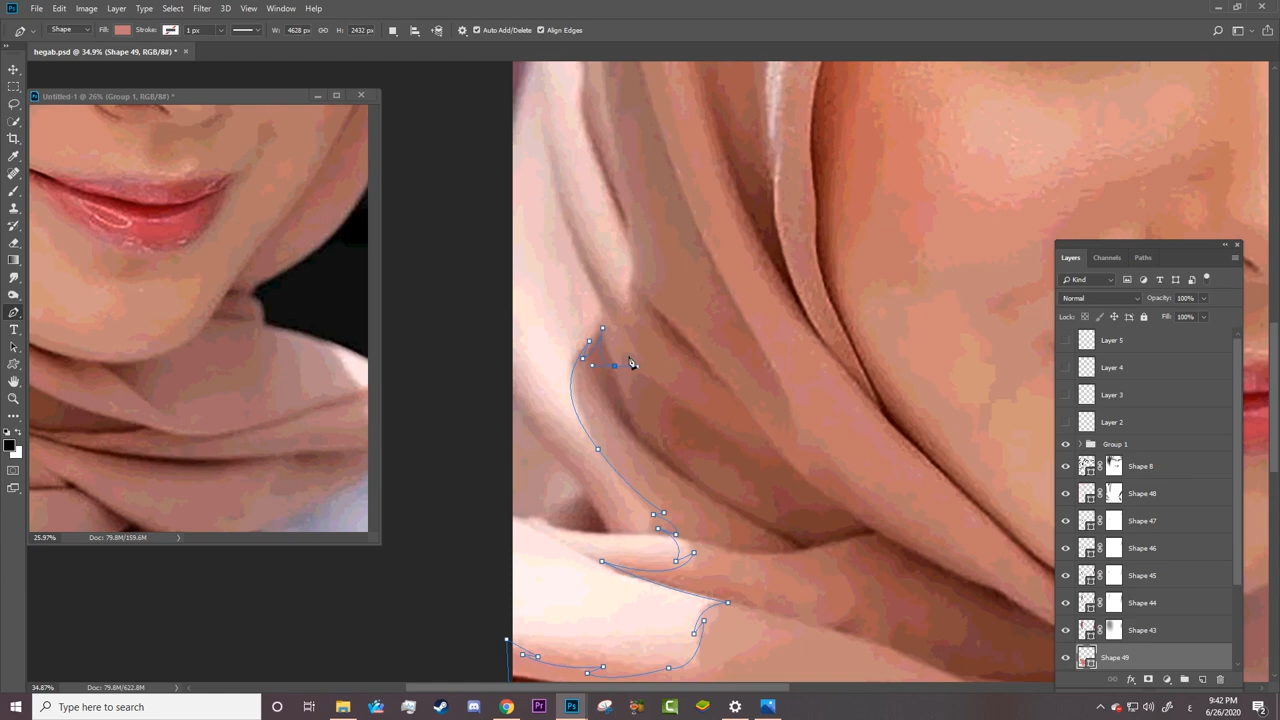 Ps File Edit Image Layer Type Select Filter 3D View Window Help
Shape Fill: Stroke: 1 px W: 4628 px H: 2432 px Auto Add/Delete Align Edges
hegab.psd @ 34.9% (Shape 49, RGB/8#) *
Untitled-1 @ 26% (Group 1, RGB/8#) *
25.97% Doc: 79.8M/159.6M
Layers Channels Paths
Kind
Normal Opacity: 100%
Lock: Fill: 100%
Layer 5
Layer 4
Layer 3
Layer 2
Group 1
Shape 8
Shape 48
Shape 47
Shape 46
Shape 45
Shape 44
Shape 43
Shape 49
34.87% Doc: 79.8M/622.8M
Type here to search
Pr
Ps
ع
9:42 PM
6/26/2020
2